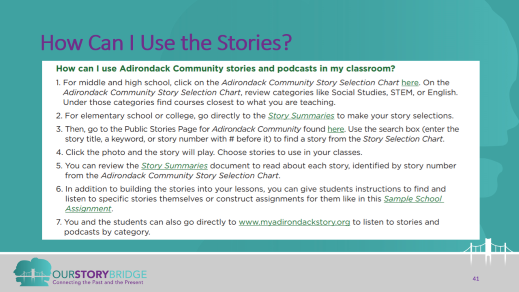 How Can I Use the Stories?
How can I use Adirondack Community stories and podcasts in my classroom?
1. For middle and high school, click on the Adirondack Community Story Selection Chart here. On the
Adirondack Community Story Selection Chart, review categories like Social Studies, STEM, or English.
Under those categories find courses closest to what you are teaching.
2. For elementary school or college, go directly to the Story Summaries to make your story selections.
3. Then, go to the Public Stories Page for Adirondack Community found here. Use the search box (enter the
story title, a keyword, or story number with # before it) to find a story from the Story Selection Chart.
4. Click the photo and the story will play. Choose stories to use in your classes.
5. You can review the Story Summaries document to read about each story, identified by story number
from the Adirondack Community Story Selection Chart.
6. In addition to building the stories into your lessons, you can give students instructions to find and
listen to specific stories themselves or construct assignments for them like in this Sample School
Assignment.
7. You and the students can also go directly to www.myadirondackstory.org to listen to stories and
podcasts by category.
OURSTORYBRIDGE
Connecting the Past and the Present
41